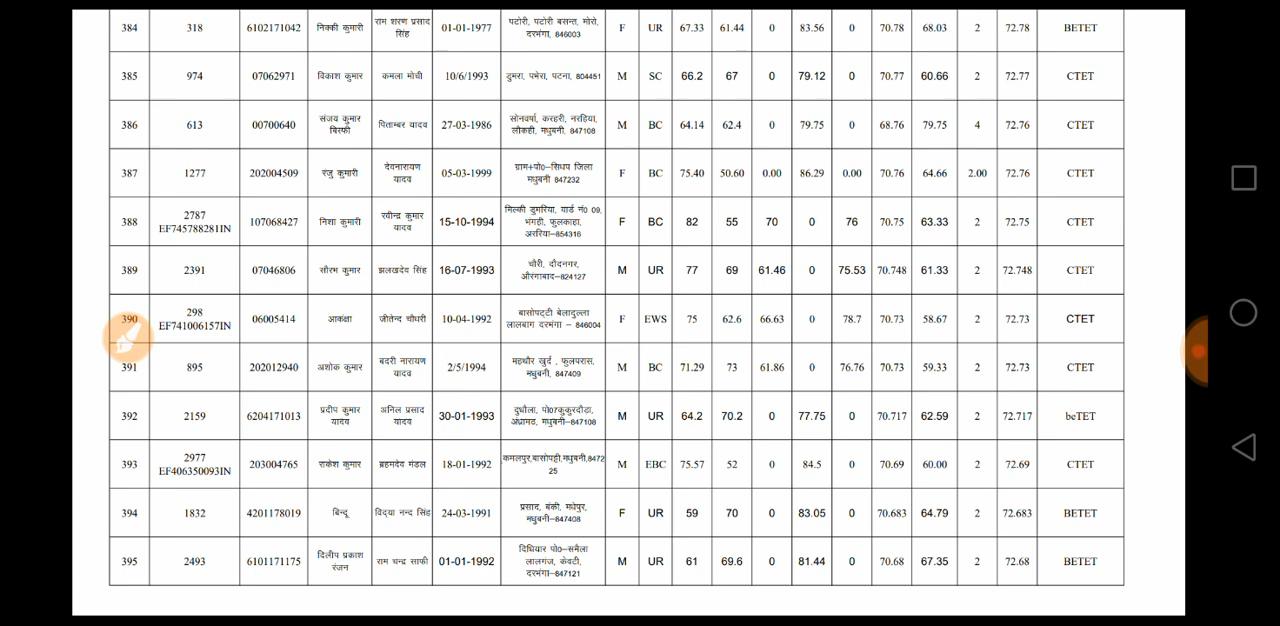 384 318 6102171042 निक्की कुमारी राम शरण प्रसाद सिंह 01-01-1977 पटोरी, पटोरी बसन्त, मोरो, दरभंगा, 846003 F UR 67.33 61.44 0 83.56 0 70.78 68.03 2 72.78 BETET
385 974 07062971 विकाश कुमार कमला मोची 10/6/1993 डुमरा, पभेरा, पटना, 804451 M SC 66.2 67 0 79.12 0 70.77 60.66 2 72.77 CTET
386 613 00700640 संजय कुमार बिरफी पिताम्बर यादव 27-03-1986 सोनवर्षा, करहरी, नरहिया, लौकही, मधुबनी, 847108 M BC 64.14 62.4 0 79.75 0 68.76 79.75 4 72.76 CTET
387 1277 202004509 रंजु कुमारी देवनारायण यादव 05-03-1999 ग्राम+पो0-सिधप जिला मधुबनी 847232 F BC 75.40 50.60 0.00 86.29 0.00 70.76 64.66 2.00 72.76 CTET
388 2787 EF745788281IN 107068427 निशा कुमारी रवीन्द्र कुमार यादव 15-10-1994 मिल्की डुमरिया, वार्ड नं0 09, भंगही, फुलकाहा, अररिया-854316 F BC 82 55 70 0 76 70.75 63.33 2 72.75 CTET
389 2391 07046806 सौरभ कुमार झलखदेव सिंह 16-07-1993 चौरी, दौदनगर, औरंगाबाद-824127 M UR 77 69 61.46 0 75.53 70.748 61.33 2 72.748 CTET
390 298 EF741006157IN 06005414 आकंक्षा जीतेन्द चौधरी 10-04-1992 बासोपट्टी बेलादुल्ला लालबाग दरभंगा - 846004 F EWS 75 62.6 66.63 0 78.7 70.73 58.67 2 72.73 CTET
391 895 202012940 अशोक कुमार बदरी नारायण यादव 2/5/1994 महथौर खुर्द , फुलपरास, मधुबनी, 847409 M BC 71.29 73 61.86 0 76.76 70.73 59.33 2 72.73 CTET
392 2159 6204171013 प्रदीप कुमार यादव अनिल प्रसाद यादव 30-01-1993 दुधौला, पो07कुकुरदौडा, अंध्रामठ, मधुबनी-847108 M UR 64.2 70.2 0 77.75 0 70.717 62.59 2 72.717 beTET
393 2977 EF406350093IN 203004765 राकेश कुमार ब्रहमदेव मंडल 18-01-1992 कमलपुर,बासोपट्टी,मधुबनी,847225 M EBC 75.57 52 0 84.5 0 70.69 60.00 2 72.69 CTET
394 1832 4201178019 बिन्दू विद्या नन्द सिंह 24-03-1991 प्रसाद, बंकी, मधेपुर, मधुबनी-847408 F UR 59 70 0 83.05 0 70.683 64.79 2 72.683 BETET
395 2493 6101171175 दिलीप प्रकाश रंजन राम चन्द्र साफी 01-01-1992 दिघियार पो0-समैला लालगंज, केवटी, दरभंगा-847121 M UR 61 69.6 0 81.44 0 70.68 67.35 2 72.68 BETET